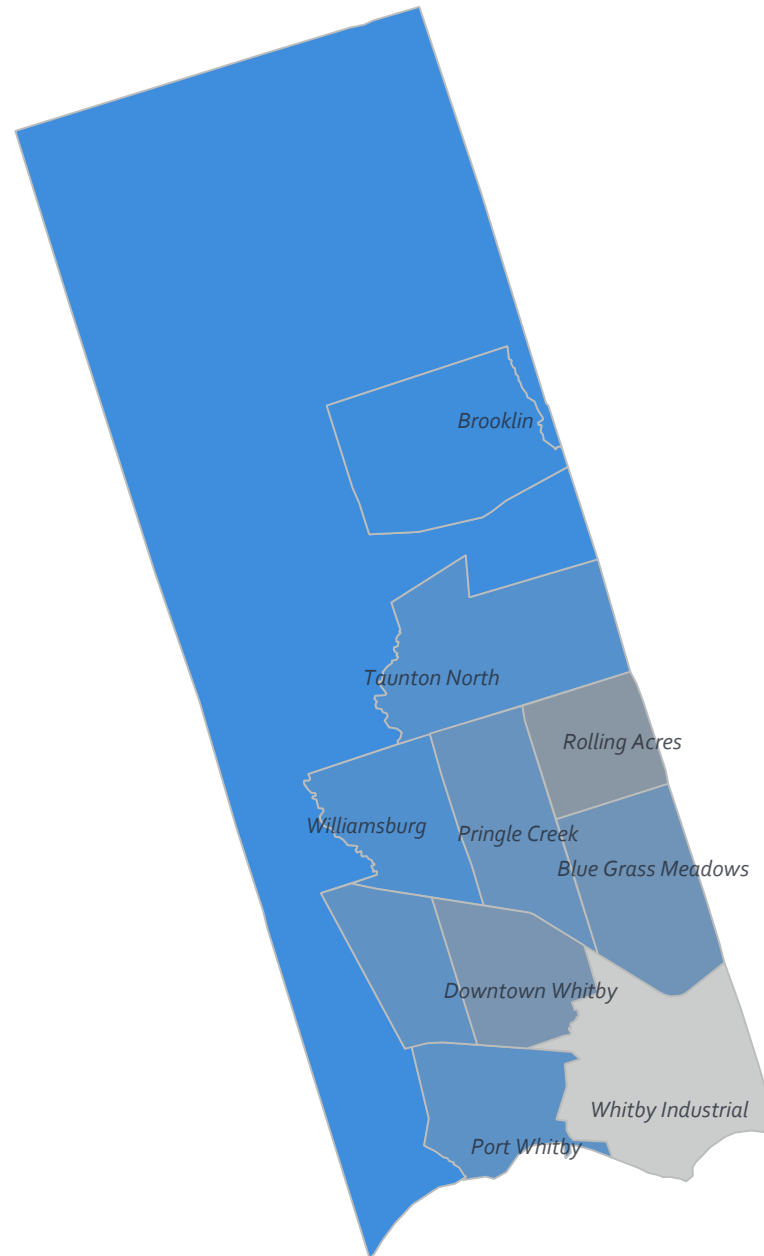 Brooklin
Taunton North
Rolling Acres
Williamsburg
Pringle Creek
Blue Grass Meadows
Downtown Whitby
Whitby Industrial
Port Whitby